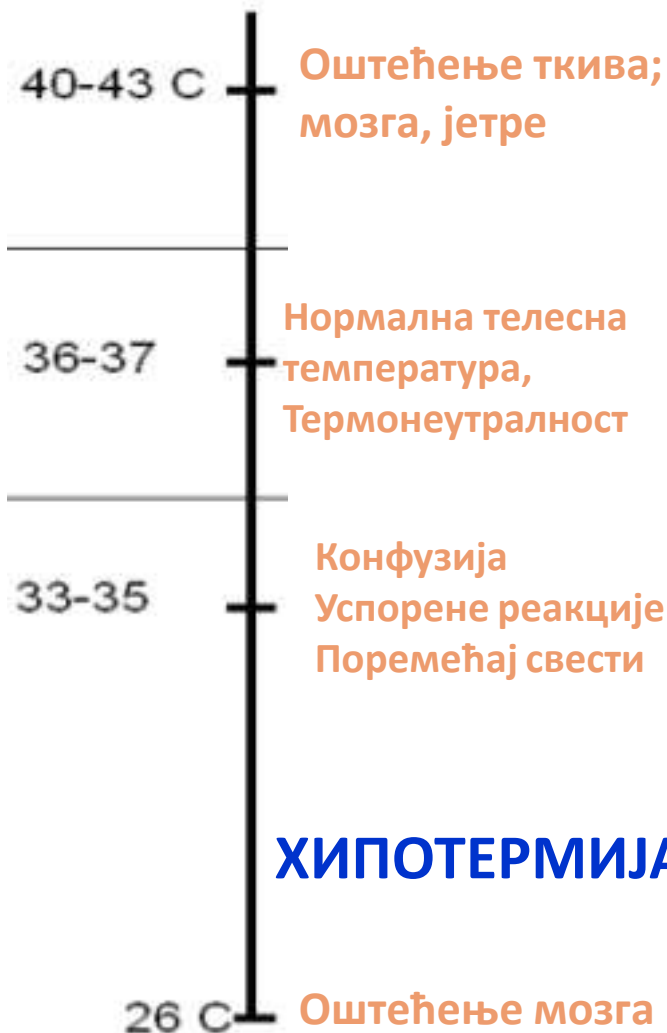 40-43 C
Оштећење ткива;
мозга, јетре
36-37
Нормална телесна
температура,
Термонеутралност
33-35
Конфузија
Успорене реакције
Поремећај свести
ХИПОТЕРМИЈА
26 C
Оштећење мозга